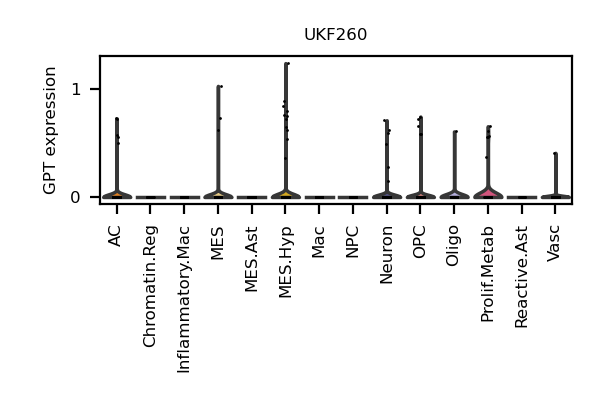 UKF260
GPT expression
1
0
AC
Chromatin.Reg
Inflammatory.Mac
MES
MES.Ast
MES.Hyp
Mac
NPC
Neuron
OPC
Oligo
Prolif.Metab
Reactive.Ast
Vasc